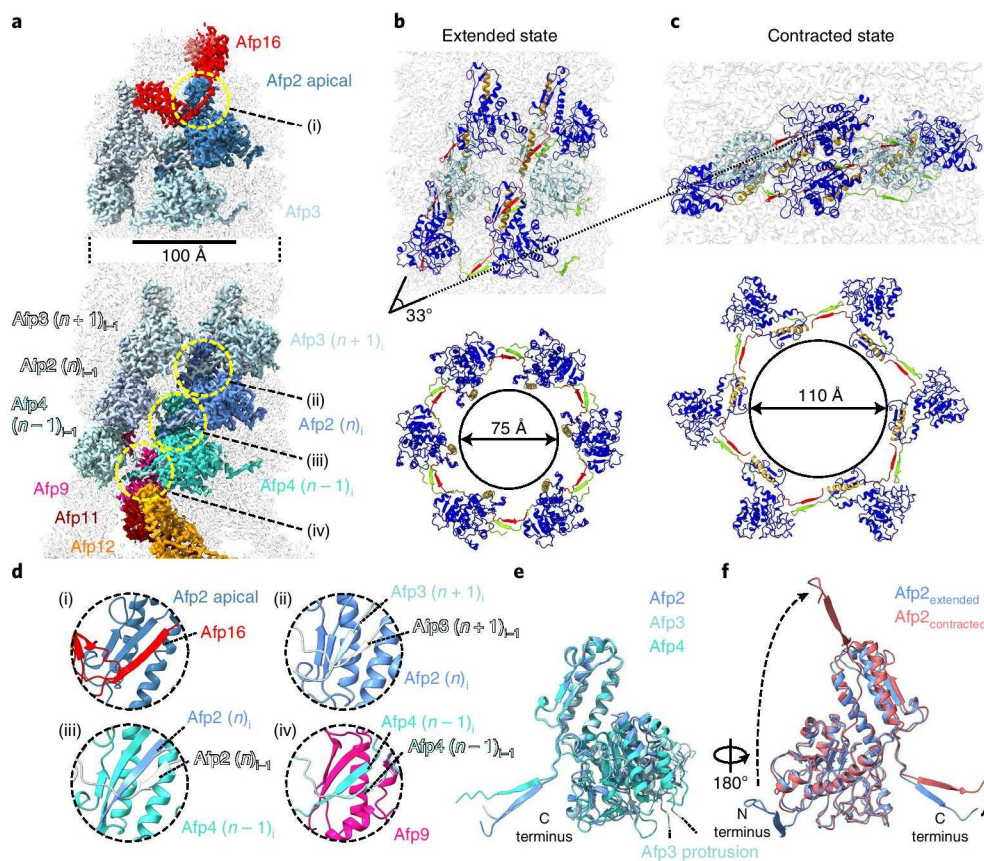 a
Afp16
Afp2 apical
(i)
Afp3
100 Å
Afp3 (n + 1)i–1
Afp3 (n + 1)i
Afp2 (n)i–1
(ii)
Afp4
(n – 1)i–1
Afp2 (n)i
(iii)
Afp9
Afp4 (n – 1)i
Afp11
(iv)
Afp12
b
Extended state
33°
75 Å
c
Contracted state
110 Å
d
(i)
Afp2 apical
Afp16
(ii)
Afp3 (n + 1)i
Afp3 (n + 1)i–1
Afp2 (n)i
(iii)
Afp2 (n)i
Afp2 (n)i–1
Afp4 (n – 1)i
(iv)
Afp4 (n – 1)i
Afp4 (n – 1)i–1
Afp9
e
Afp2
Afp3
Afp4
C
terminus
Afp3 protrusion
180°
f
Afp2extended
Afp2contracted
N
terminus
C
terminus